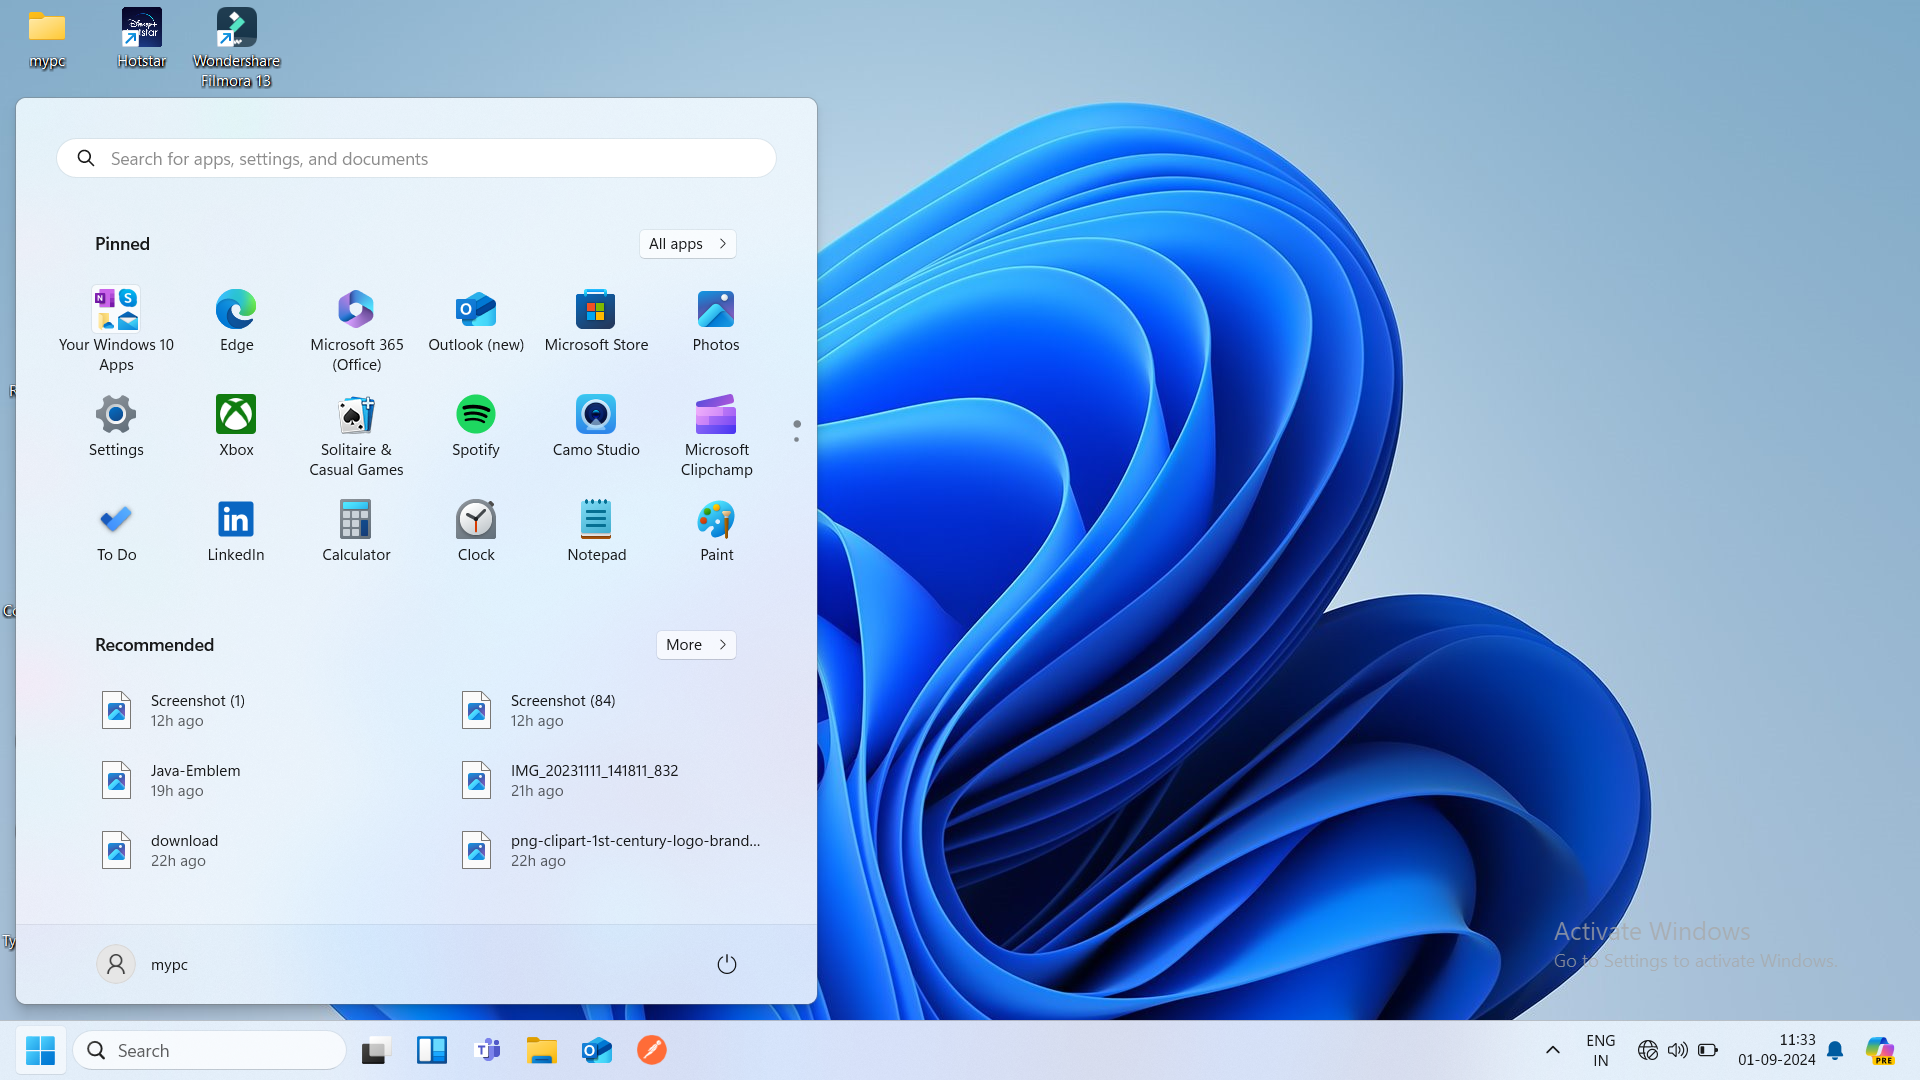 mypc
Hotstar
Wondershare
Filmora 13
Search for apps, settings, and documents
Pinned
All apps
Your Windows 10
Apps
Edge
Microsoft 365
(Office)
Outlook (new)
Microsoft Store
Photos
Settings
Xbox
Solitaire &
Casual Games
Spotify
Camo Studio
Microsoft
Clipchamp
To Do
LinkedIn
Calculator
Clock
Notepad
Paint
Recommended
More
Screenshot (1)
12h ago
Screenshot (84)
12h ago
Java-Emblem
19h ago
IMG_20231111_141811_832
21h ago
download
22h ago
png-clipart-1st-century-logo-brand...
22h ago
mypc
Activate Windows
Go to Settings to activate Windows.
Search
ENG
IN
11:33
01-09-2024
PRE